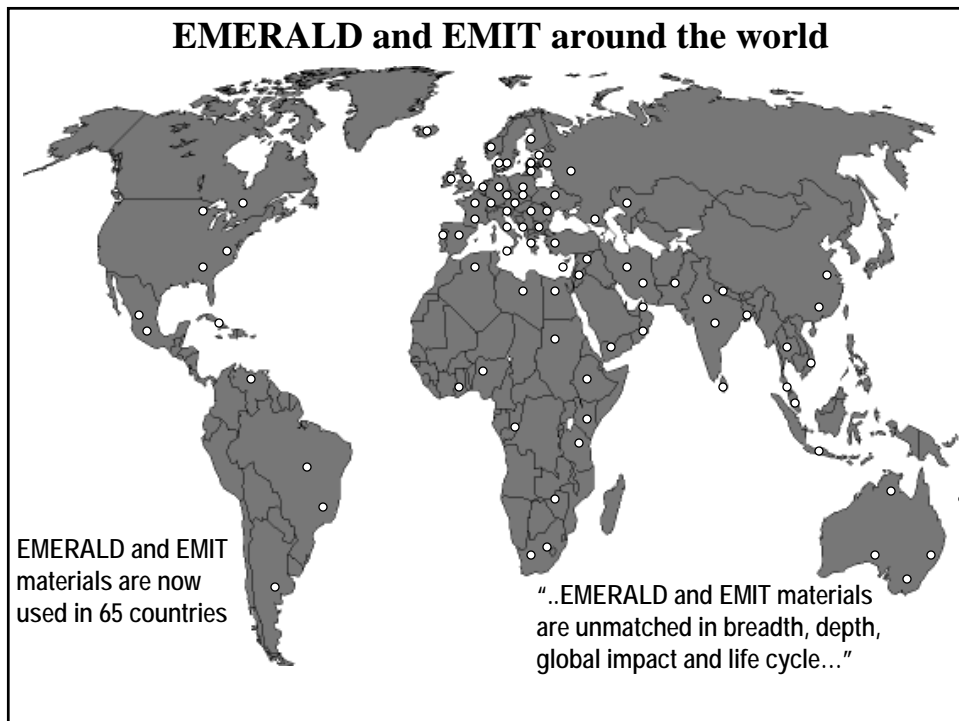 EMERALD and EMIT around the world
EMERALD and EMIT
materials are now
used in 65 countries
“..EMERALD and EMIT materials
are unmatched in breadth, depth,
global impact and life cycle...”